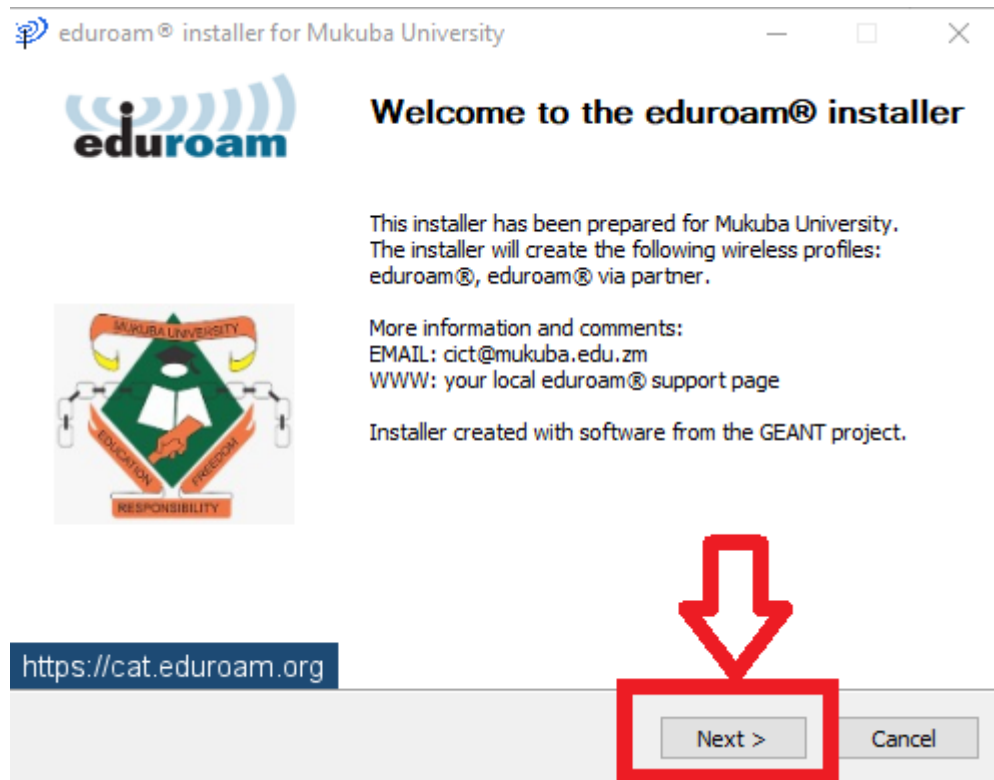 eduroam® installer for Mukuba University
eduroam
Welcome to the eduroam® installer
This installer has been prepared for Mukuba University.
The installer will create the following wireless profiles:
eduroam®, eduroam® via partner.
More information and comments:
EMAIL: cict@mukuba.edu.zm
WWW: your local eduroam® support page
Installer created with software from the GEANT project.
MUKUBA UNIVERSITY
EDUCATION
FREEDOM
RESPONSIBILITY
https://cat.eduroam.org
Next >
Cancel